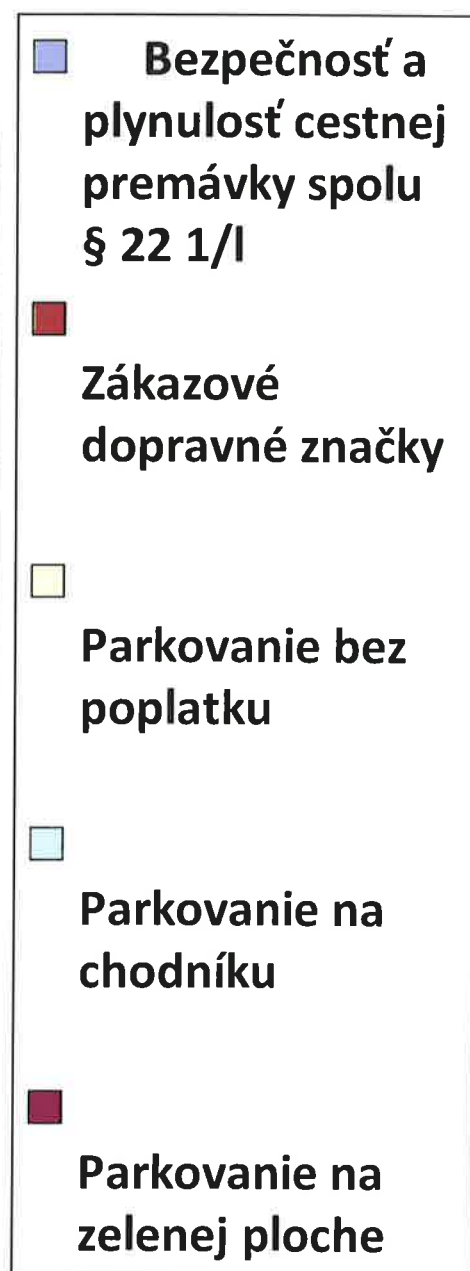 Bezpečnosť a
plynulosť cestnej
premávky spolu
§ 22 1/l
Zákazové
dopravné značky
Parkovanie bez
poplatku
Parkovanie na
chodníku
Parkovanie na
zelenej ploche